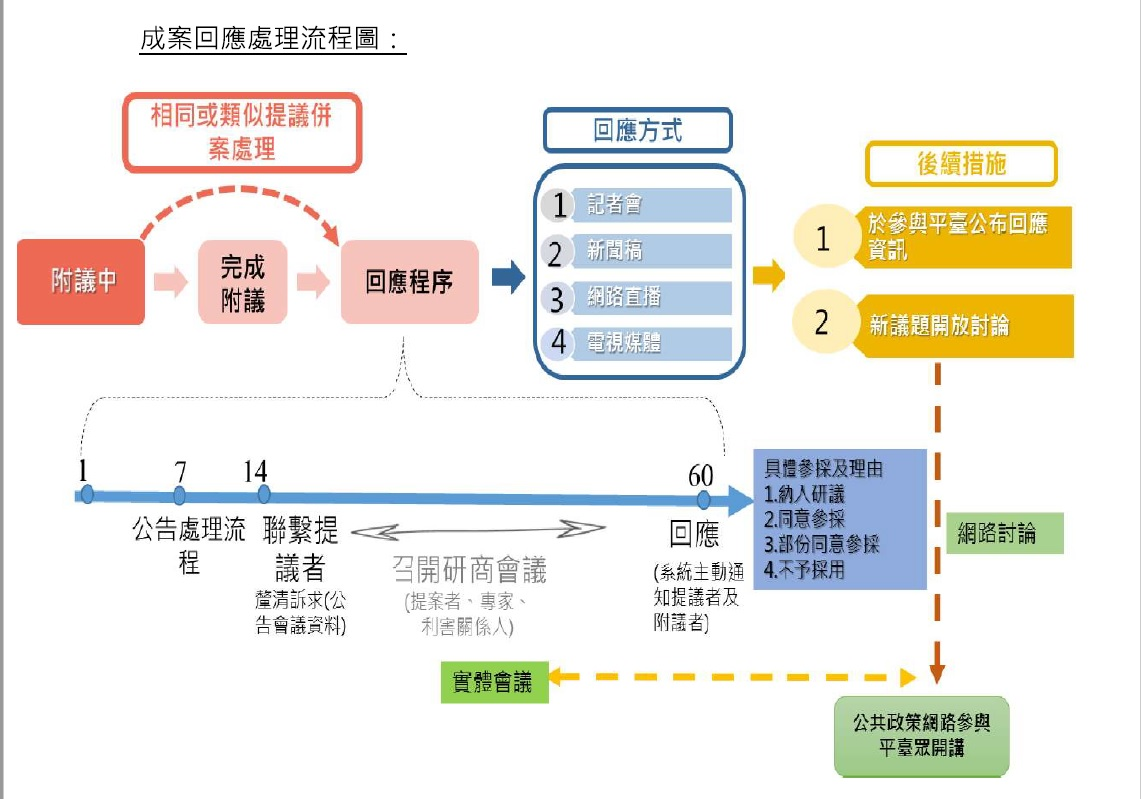 成案回應處理流程圖：
相同或類似提議併
案處理
附議中
完成
附議
回應程序
回應方式
1 記者會
2 新聞稿
3 網路直播
4 電視媒體
後續措施
1 於參與平臺公布回應
資訊
2 新議題開放討論
1
7
14
60
公告處理流
程
聯繫提
議者
釐清訴求(公
告會議資料)
召開研商會議
(提案者、專家、
利害關係人)
回應
(系統主動通
知提議者及
附議者)
具體參採及理由
1.納入研議
2.同意參採
3.部份同意參採
4.不予採用
網路討論
實體會議
公共政策網路參與
平臺眾開講